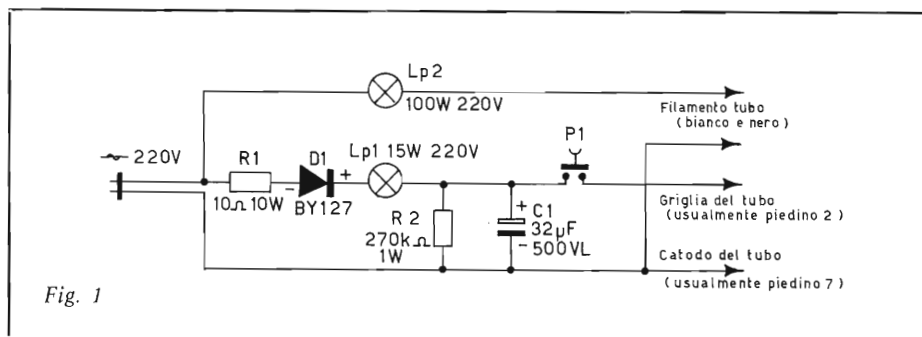 Lp2
100W 220V
Filamento tubo
(bianco e nero)
P1
~ 220V
R1
D1
Lp1 15W 220V
10Ω 10W
-
+
BY127
Griglia del tubo
(usualmente piedino 2)
R2
270kΩ
1W
+
C1
32µF
- 500VL
Catodo del tubo
(usualmente piedino 7)
Fig. 1